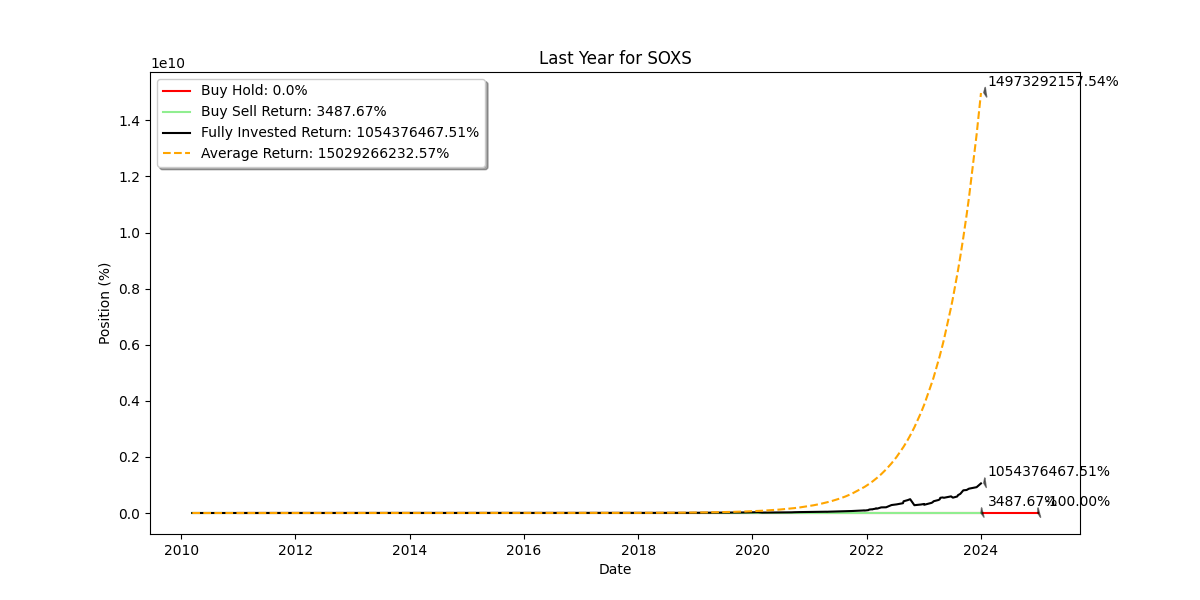 Last Year for SOXS
1e10
Buy Hold: 0.0%
Buy Sell Return: 3487.67%
Fully Invested Return: 1054376467.51%
Average Return: 15029266232.57%
14973292157.54%
1054376467.51%
3487.67%
100.00%
Position (%)
1.4
1.2
1.0
0.8
0.6
0.4
0.2
0.0
2010 2012 2014 2016 2018 2020 2022 2024
Date